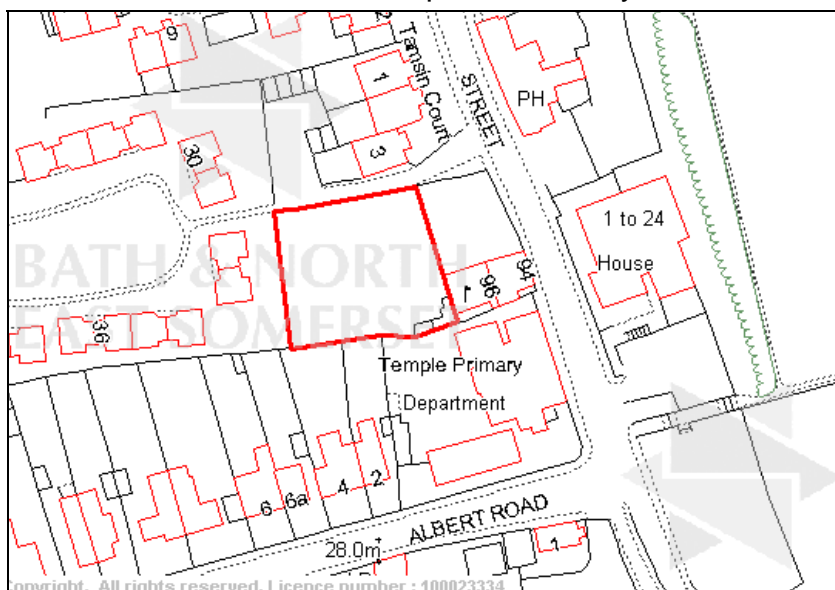 9
2
1
Tamsin Court
3
STREET
PH
30
1 to 24
House
BATH & NORTH
EAST SOMERSET
1
96
94
36
Temple Primary
Department
6
6a
4
2
ALBERT ROAD
28.0m
1
Copyright. All rights reserved. Licence number : 100023334